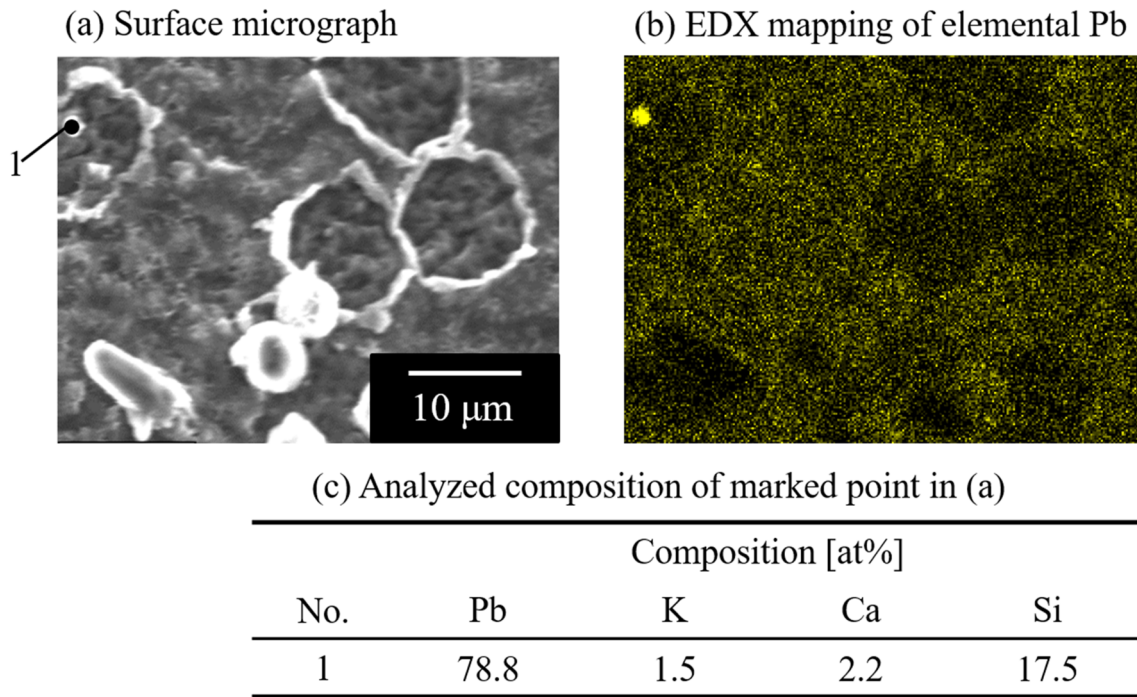 (a) Surface micrograph
(b) EDX mapping of elemental Pb
1
10 μm
(c) Analyzed composition of marked point in (a)
Composition [at%]
No. Pb K Ca Si
1 78.8 1.5 2.2 17.5